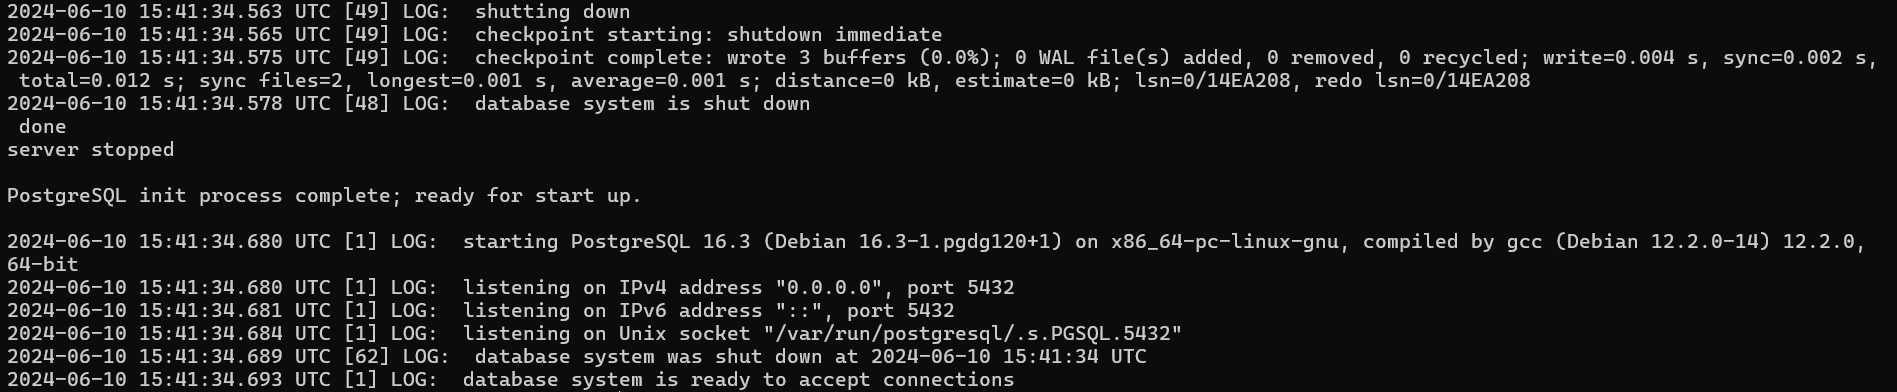 2024-06-10 15:41:34.563 UTC [49] LOG:  shutting down
2024-06-10 15:41:34.565 UTC [49] LOG:  checkpoint starting: shutdown immediate
2024-06-10 15:41:34.575 UTC [49] LOG:  checkpoint complete: wrote 3 buffers (0.0%); 0 WAL file(s) added, 0 removed, 0 recycled; write=0.004 s, sync=0.002 s,
 total=0.012 s; sync files=2, longest=0.001 s, average=0.001 s; distance=0 kB, estimate=0 kB; lsn=0/14EA208, redo lsn=0/14EA208
2024-06-10 15:41:34.578 UTC [48] LOG:  database system is shut down
 done
server stopped

PostgreSQL init process complete; ready for start up.

2024-06-10 15:41:34.680 UTC [1] LOG:  starting PostgreSQL 16.3 (Debian 16.3-1.pgdg120+1) on x86_64-pc-linux-gnu, compiled by gcc (Debian 12.2.0-14) 12.2.0,
64-bit
2024-06-10 15:41:34.680 UTC [1] LOG:  listening on IPv4 address "0.0.0.0", port 5432
2024-06-10 15:41:34.681 UTC [1] LOG:  listening on IPv6 address "::", port 5432
2024-06-10 15:41:34.684 UTC [1] LOG:  listening on Unix socket "/var/run/postgresql/.s.PGSQL.5432"
2024-06-10 15:41:34.689 UTC [62] LOG:  database system was shut down at 2024-06-10 15:41:34 UTC
2024-06-10 15:41:34.693 UTC [1] LOG:  database system is ready to accept connections